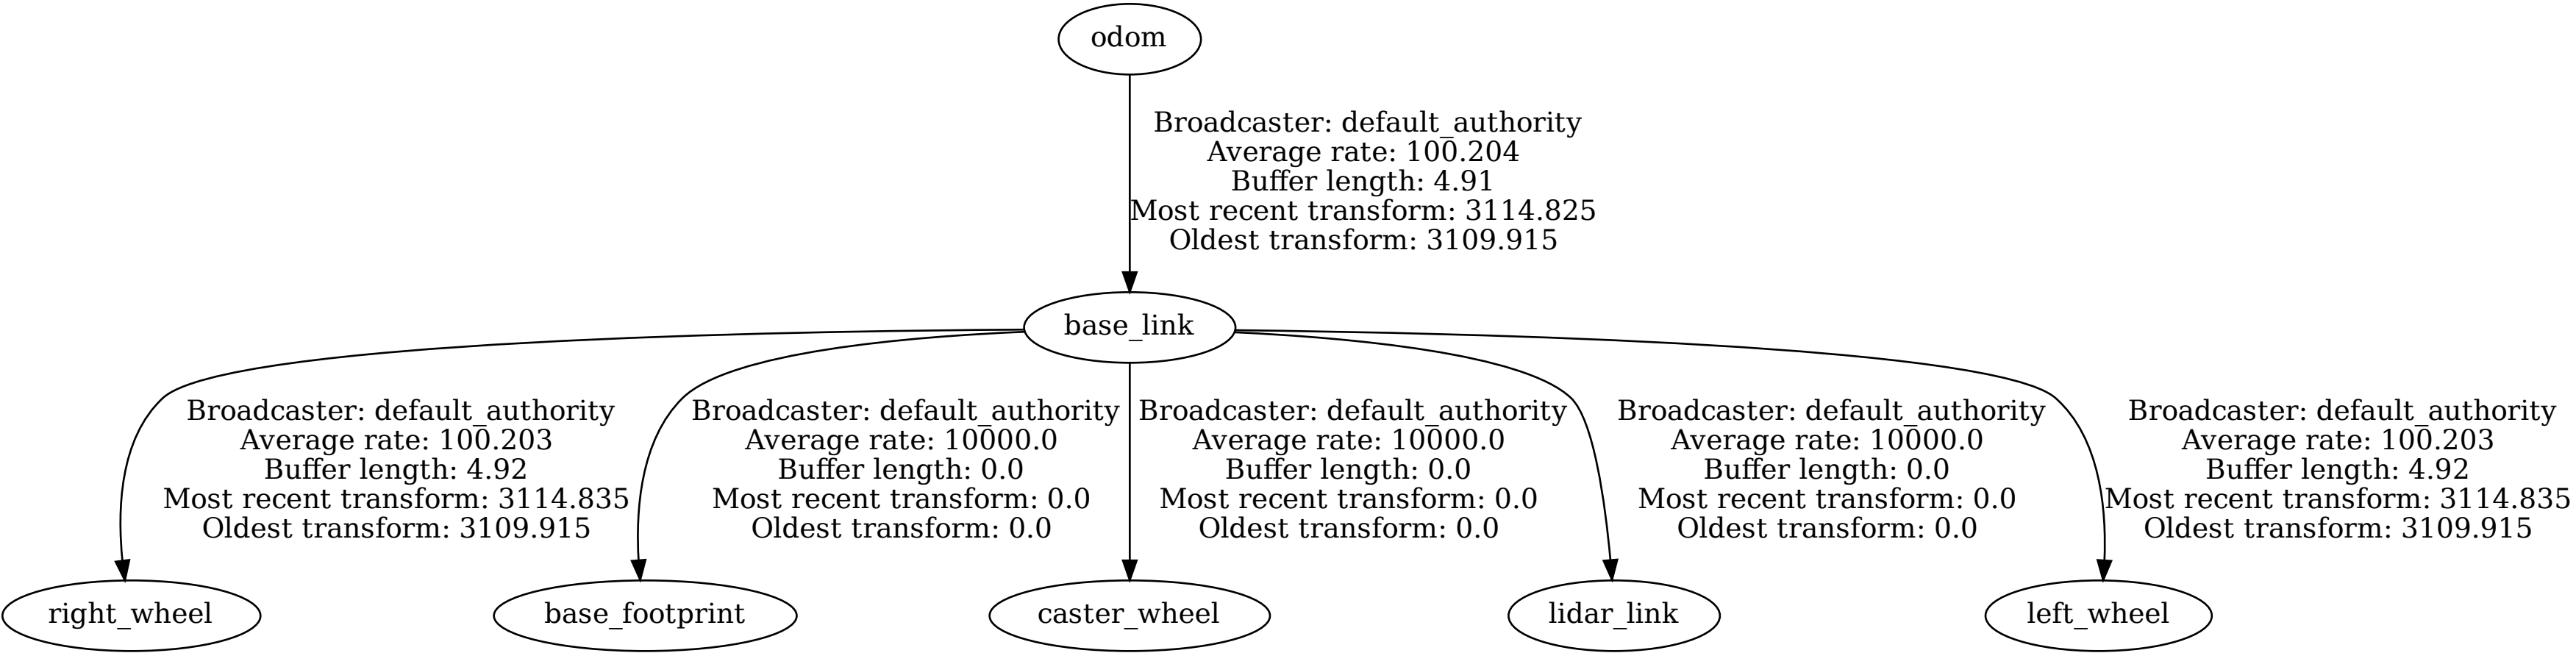 odom
Broadcaster: default_authority
Average rate: 100.204
Buffer length: 4.91
Most recent transform: 3114.825
Oldest transform: 3109.915
base_link
Broadcaster: default_authority
Average rate: 100.203
Buffer length: 4.92
Most recent transform: 3114.835
Oldest transform: 3109.915
Broadcaster: default_authority
Average rate: 10000.0
Buffer length: 0.0
Most recent transform: 0.0
Oldest transform: 0.0
Broadcaster: default_authority
Average rate: 10000.0
Buffer length: 0.0
Most recent transform: 0.0
Oldest transform: 0.0
Broadcaster: default_authority
Average rate: 10000.0
Buffer length: 0.0
Most recent transform: 0.0
Oldest transform: 0.0
Broadcaster: default_authority
Average rate: 100.203
Buffer length: 4.92
Most recent transform: 3114.835
Oldest transform: 3109.915
right_wheel
base_footprint
caster_wheel
lidar_link
left_wheel